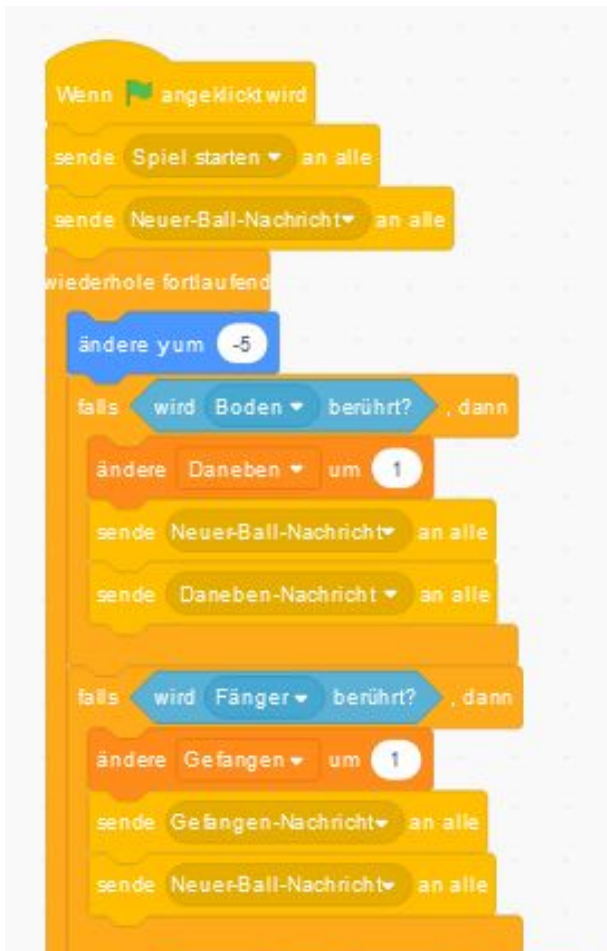 Wenn angeklickt wird
sende Spiel starten an alle
sende Neuer-Ball-Nachricht an alle
wiederhole fortlaufend
ändere y um -5
falls wird Boden berührt? , dann
ändere Daneben um 1
sende Neuer-Ball-Nachricht an alle
sende Daneben-Nachricht an alle
falls wird Fänger berührt? , dann
ändere Gefangen um 1
sende Gefangen-Nachricht an alle
sende Neuer-Ball-Nachricht an alle